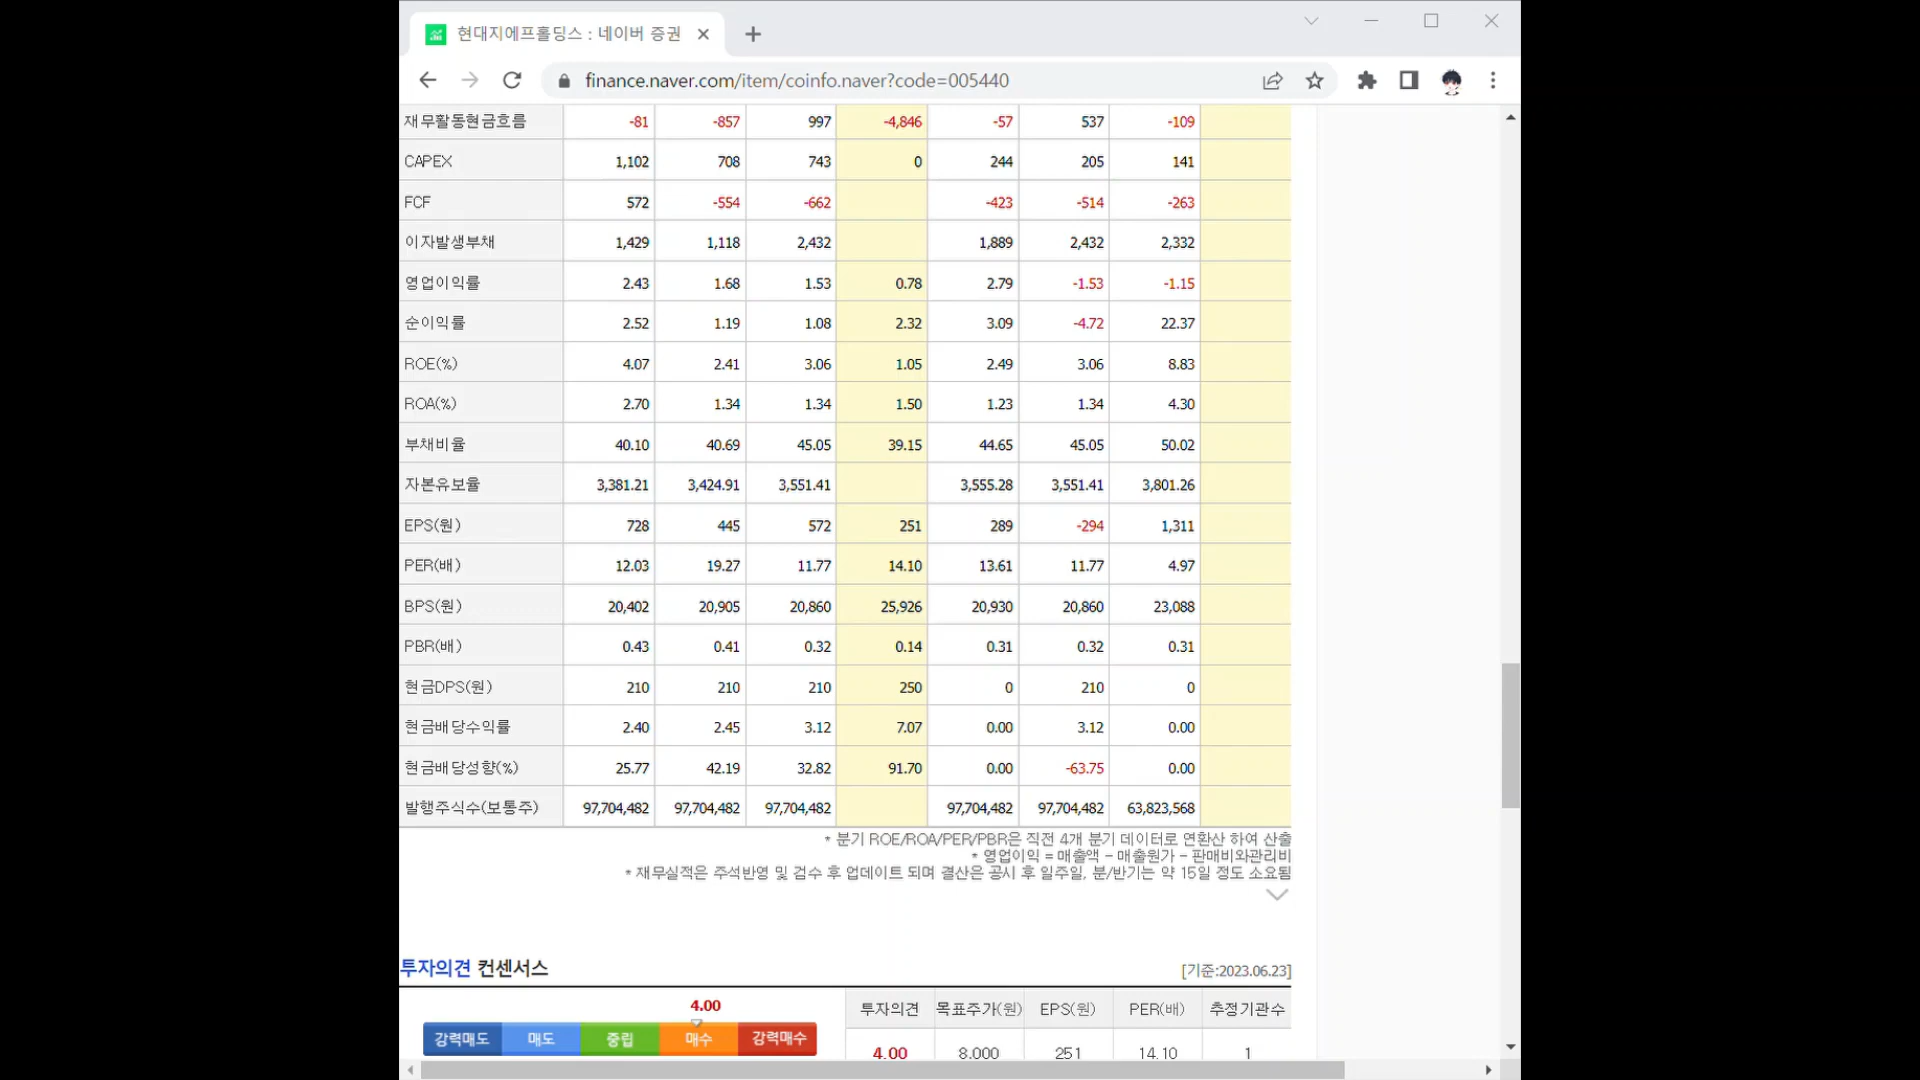 현대지에프홀딩스 : 네이버 증권
finance.naver.com/item/coinfo.naver?code=005440
재무활동현금흐름 -81 -857 997 -4,846 -57 537 -109
CAPEX 1,102 708 743 0 244 205 141
FCF 572 -554 -662 -423 -514 -263
이자발생부채 1,429 1,118 2,432 1,889 2,432 2,332
영업이익률 2.43 1.68 1.53 0.78 2.79 -1.53 -1.15
순이익률 2.52 1.19 1.08 2.32 3.09 -4.72 22.37
ROE(%) 4.07 2.41 3.06 1.05 2.49 3.06 8.83
ROA(%) 2.70 1.34 1.34 1.50 1.23 1.34 4.30
부채비율 40.10 40.69 45.05 39.15 44.65 45.05 50.02
자본유보율 3,381.21 3,424.91 3,551.41 3,555.28 3,551.41 3,801.26
EPS(원) 728 445 572 251 289 -294 1,311
PER(배) 12.03 19.27 11.77 14.10 13.61 11.77 4.97
BPS(원) 20,402 20,905 20,860 25,926 20,930 20,860 23,088
PBR(배) 0.43 0.41 0.32 0.14 0.31 0.32 0.31
현금DPS(원) 210 210 210 250 0 210 0
현금배당수익률 2.40 2.45 3.12 7.07 0.00 3.12 0.00
현금배당성향(%) 25.77 42.19 32.82 91.70 0.00 -63.75 0.00
발행주식수(보통주) 97,704,482 97,704,482 97,704,482 97,704,482 97,704,482 63,823,568
* 분기 ROE/ROA/PER/PBR은 직전 4개 분기 데이터로 연환산 하여 산출
* 영업이익 = 매출액 - 매출원가 - 판매비와관리비
* 재무실적은 주석반영 및 검수 후 업데이트 되며 결산은 공시 후 일주일, 분/반기는 약 15일 정도 소요됨
투자의견 컨센서스 [기준:2023.06.23]
4.00
강력매도 매도 중립 매수 강력매수
투자의견 목표주가(원) EPS(원) PER(배) 추정기관수
4.00 8,000 251 14.10 1